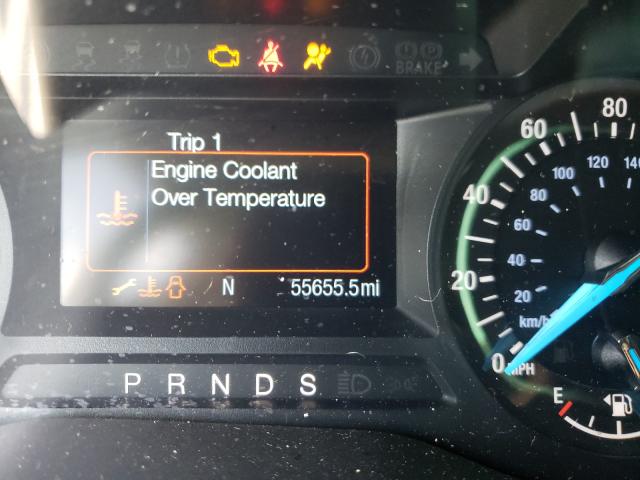 BRAKE
Trip 1
Engine Coolant
Over Temperature
N 55655.5mi
P R N D S
0 20 40 60 80
20 40 60 80 100 120 140
km/h
MPH
E